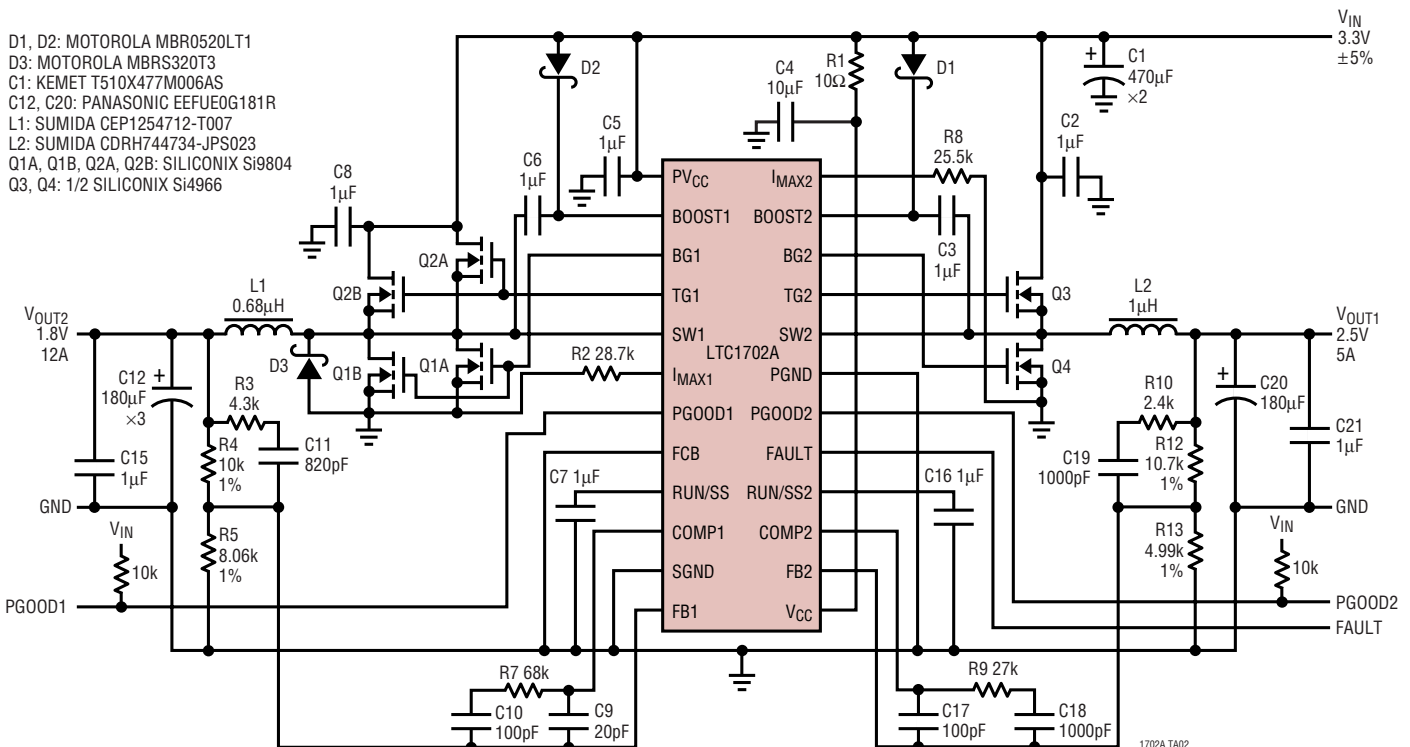 D1, D2: MOTOROLA MBR0520LT1
D3: MOTOROLA MBRS320T3
C1: KEMET T510X477M006AS
C12, C20: PANASONIC EEFUE0G181R
L1: SUMIDA CEP1254712-T007
L2: SUMIDA CDRH744734-JPS023
Q1A, Q1B, Q2A, Q2B: SILICONIX Si9804
Q3, Q4: 1/2 SILICONIX Si4966
VIN
3.3V
±5%
D2
C4
10µF
R1
10Ω
D1
C1
470µF
×2
C5
1µF
R8
25.5k
C2
1µF
C6
1µF
C8
1µF
C3
1µF
Q2A
Q2B
Q3
L1
0.68µH
L2
1µH
VOUT2
1.8V
12A
VOUT1
2.5V
5A
PVCC
BOOST1
BG1
TG1
SW1
IMAX1
PGOOD1
FCB
RUN/SS
COMP1
SGND
FB1
LTC1702A
IMAX2
BOOST2
BG2
TG2
SW2
PGND
PGOOD2
FAULT
RUN/SS2
COMP2
FB2
VCC
D3
Q1B
Q1A
R2 28.7k
Q4
C12
180µF
×3
R3
4.3k
R4
10k
1%
C11
820pF
C15
1µF
GND
VIN
10k
R5
8.06k
1%
PGOOD1
C7 1µF
C16 1µF
R10
2.4k
C19
1000pF
R12
10.7k
1%
C20
180µF
C21
1µF
GND
R13
4.99k
1%
VIN
10k
PGOOD2
FAULT
R7 68k
C10
100pF
C9
20pF
R9 27k
C17
100pF
C18
1000pF
1702A TA02